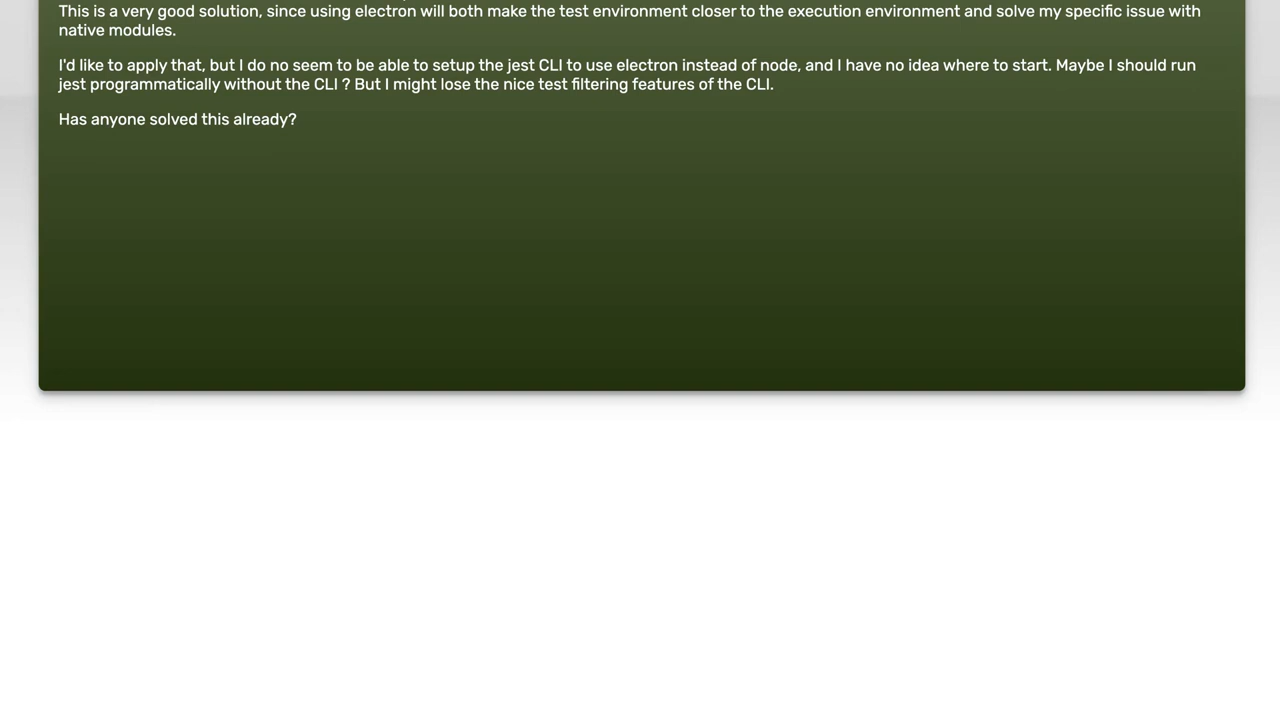 This is a very good solution, since using electron will both make the test environment closer to the execution environment and solve my specific issue with
native modules.
I'd like to apply that, but I do no seem to be able to setup the jest CLI to use electron instead of node, and I have no idea where to start. Maybe I should run
jest programmatically without the CLI ? But I might lose the nice test filtering features of the CLI.
Has anyone solved this already?